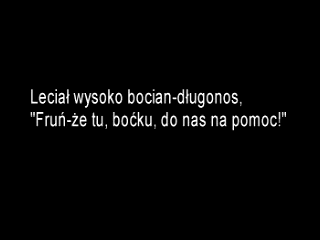 Leciał wysoko bocian-długonos,
"Fruń-że tu, boćku, do nas na pomoc!"